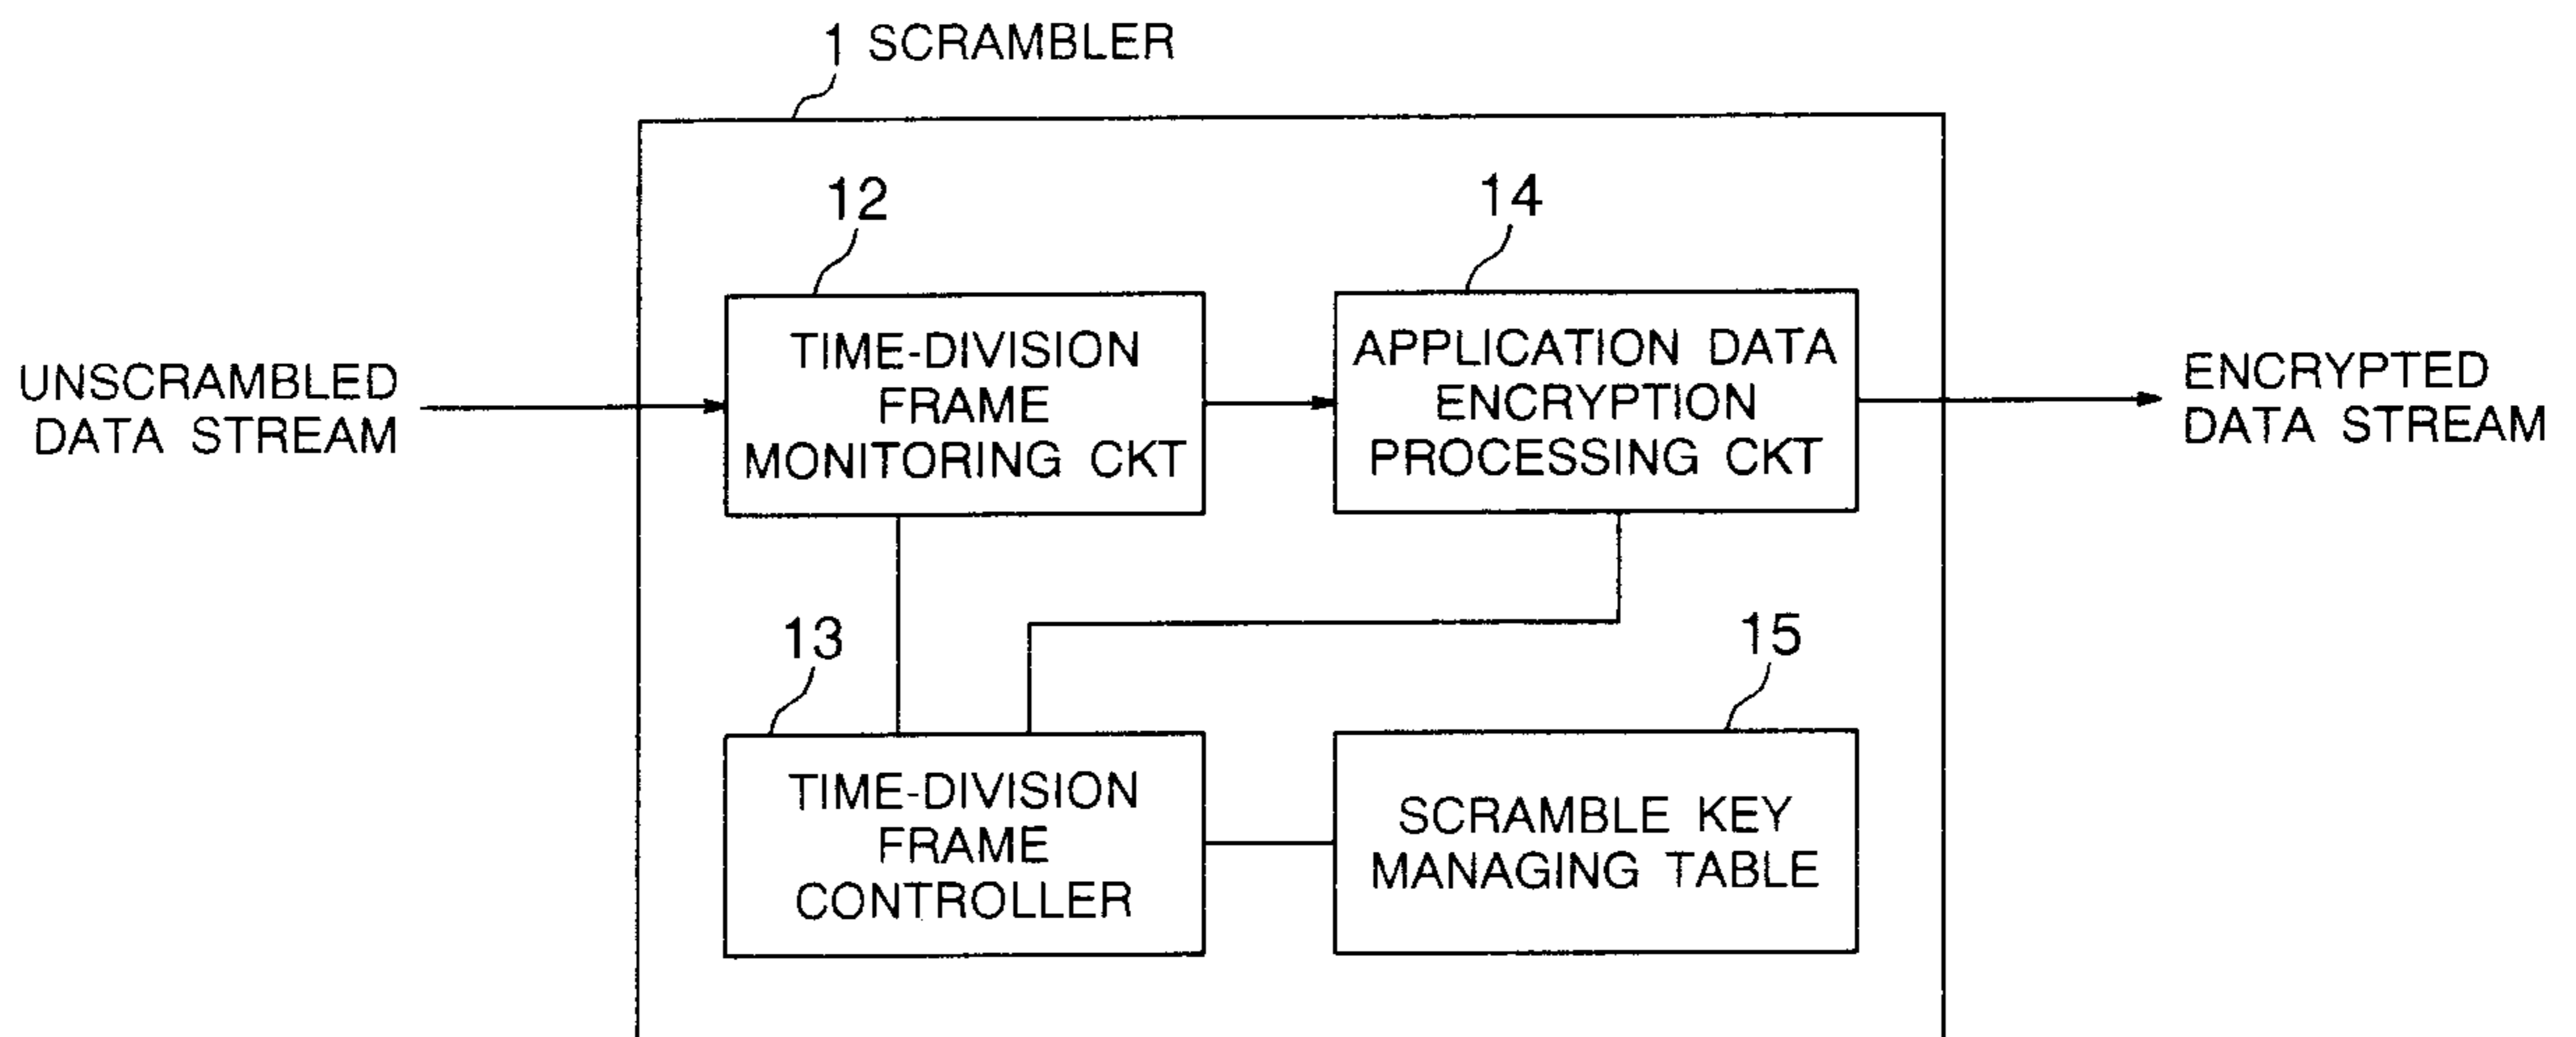 1 SCRAMBLER
12
14
UNSCRAMBLED
DATA STREAM
TIME-DIVISION
FRAME
MONITORING CKT
APPLICATION DATA
ENCRYPTION
PROCESSING CKT
ENCRYPTED
DATA STREAM
13
15
TIME-DIVISION
FRAME
CONTROLLER
SCRAMBLE KEY
MANAGING TABLE